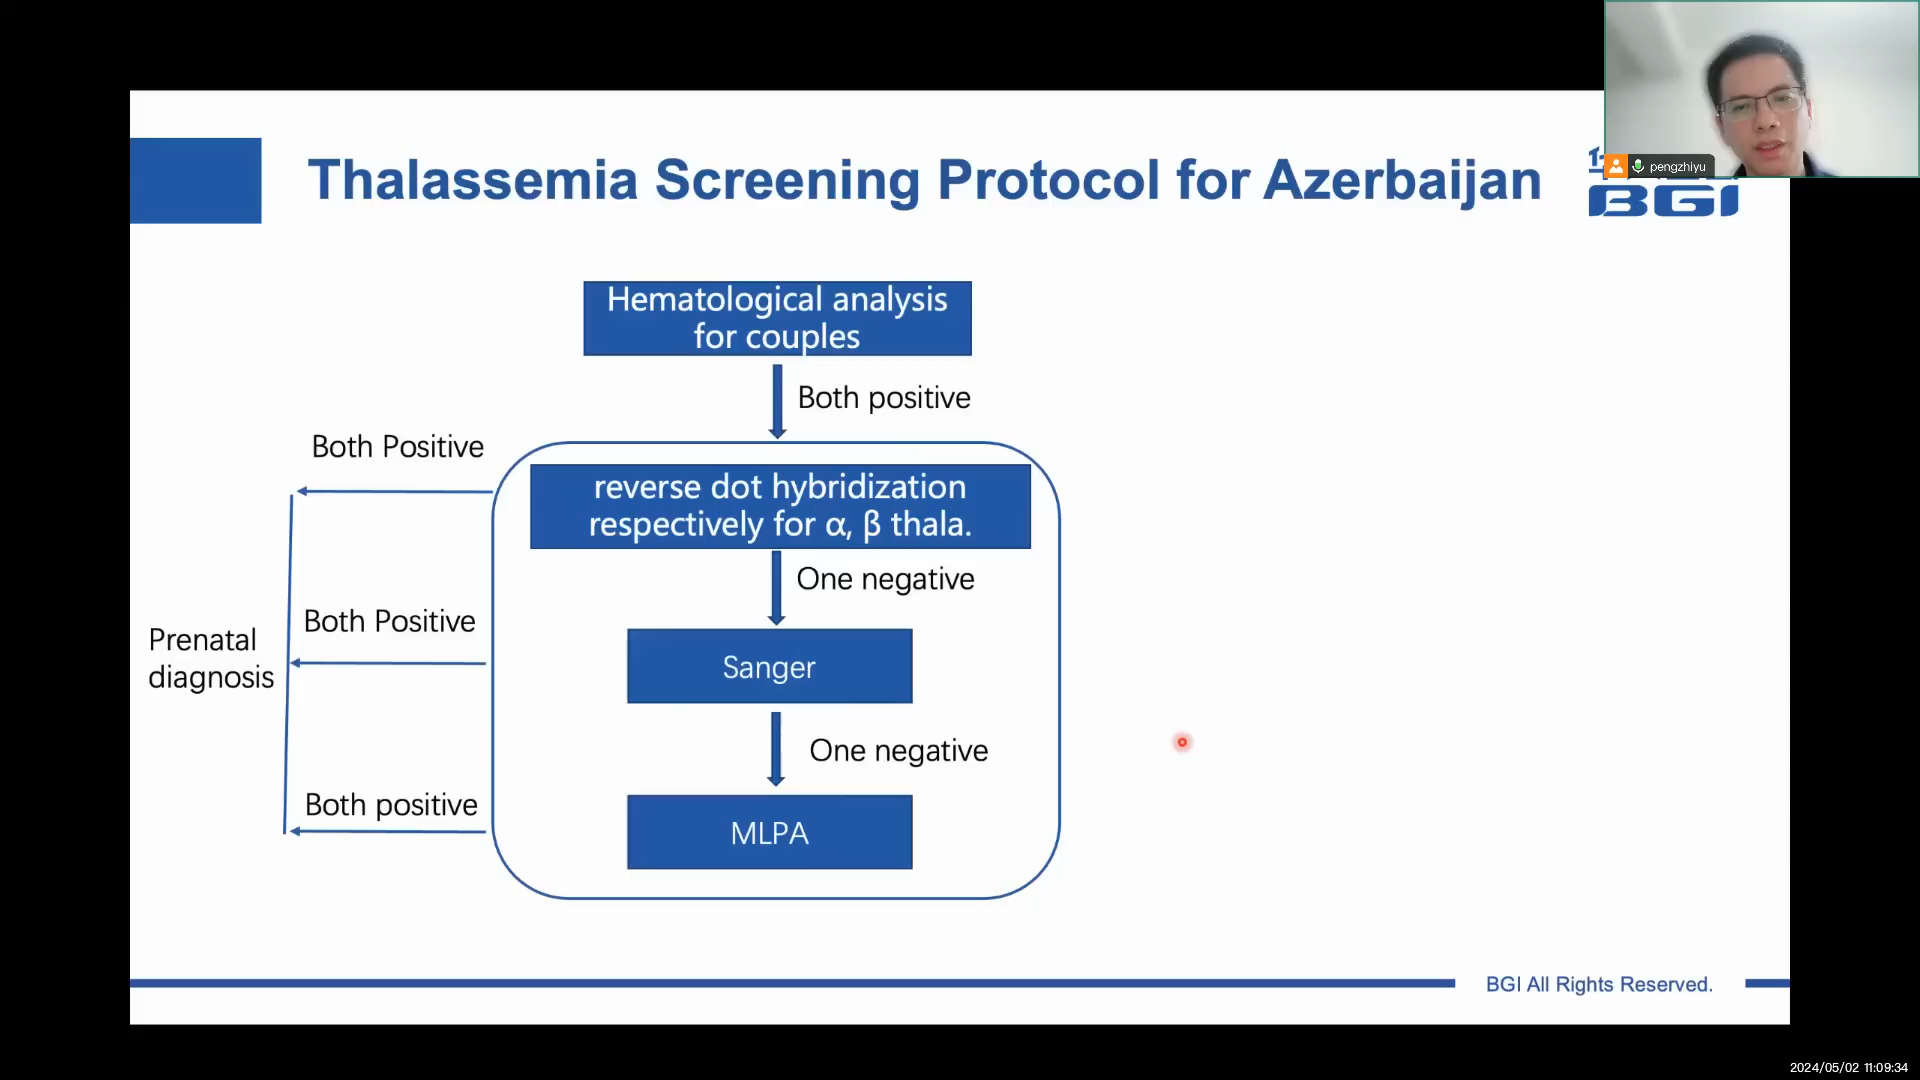 pengzhiyu
Thalassemia Screening Protocol for Azerbaijan
BGI
Hematological analysis
for couples
Both positive
Both Positive
reverse dot hybridization
respectively for α, β thala.
One negative
Both Positive
Prenatal
diagnosis
Sanger
One negative
Both positive
MLPA
BGI All Rights Reserved.
2024/05/02 11:09:34